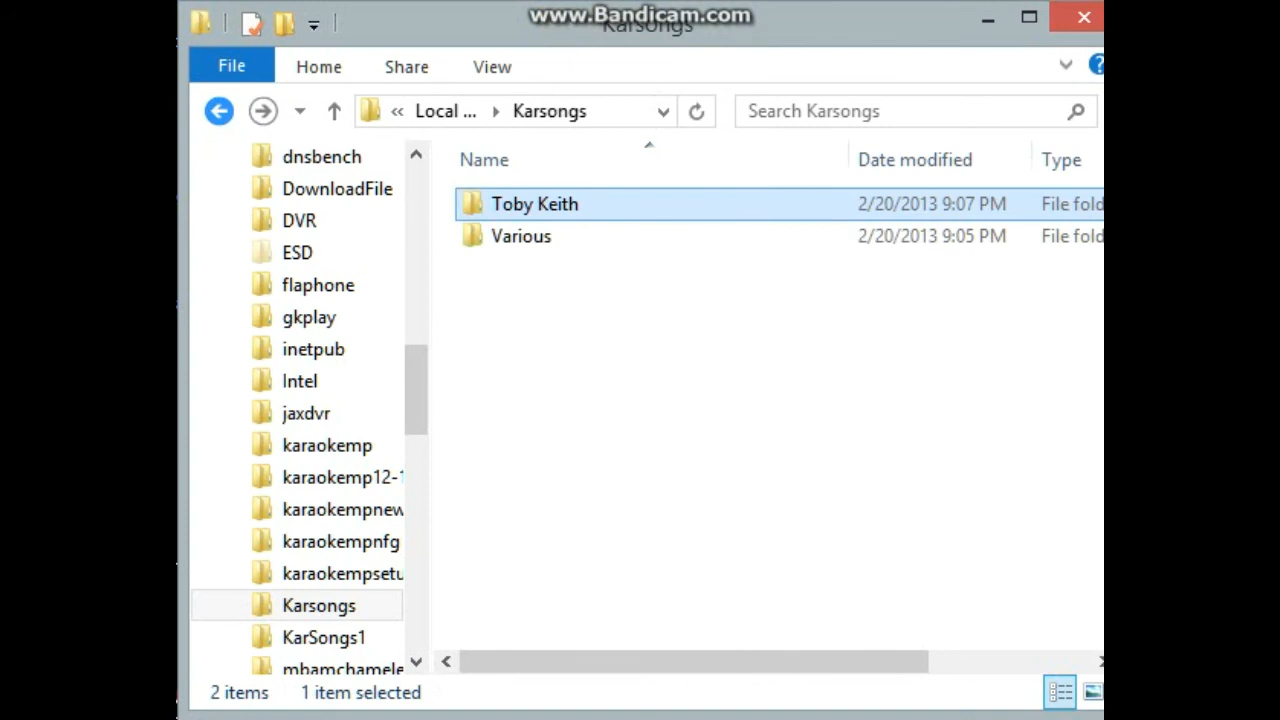 www.Bandicam.com
Karsongs
File Home Share View
« Local ... Karsongs
Search Karsongs
Name Date modified Type
Toby Keith 2/20/2013 9:07 PM File fold
Various 2/20/2013 9:05 PM File fold
dnsbench
DownloadFile
DVR
ESD
flaphone
gkplay
inetpub
Intel
jaxdvr
karaokemp
karaokemp12-1
karaokempnew
karaokempnfg
karaokempsetu
Karsongs
KarSongs1
mbamchamele
2 items 1 item selected